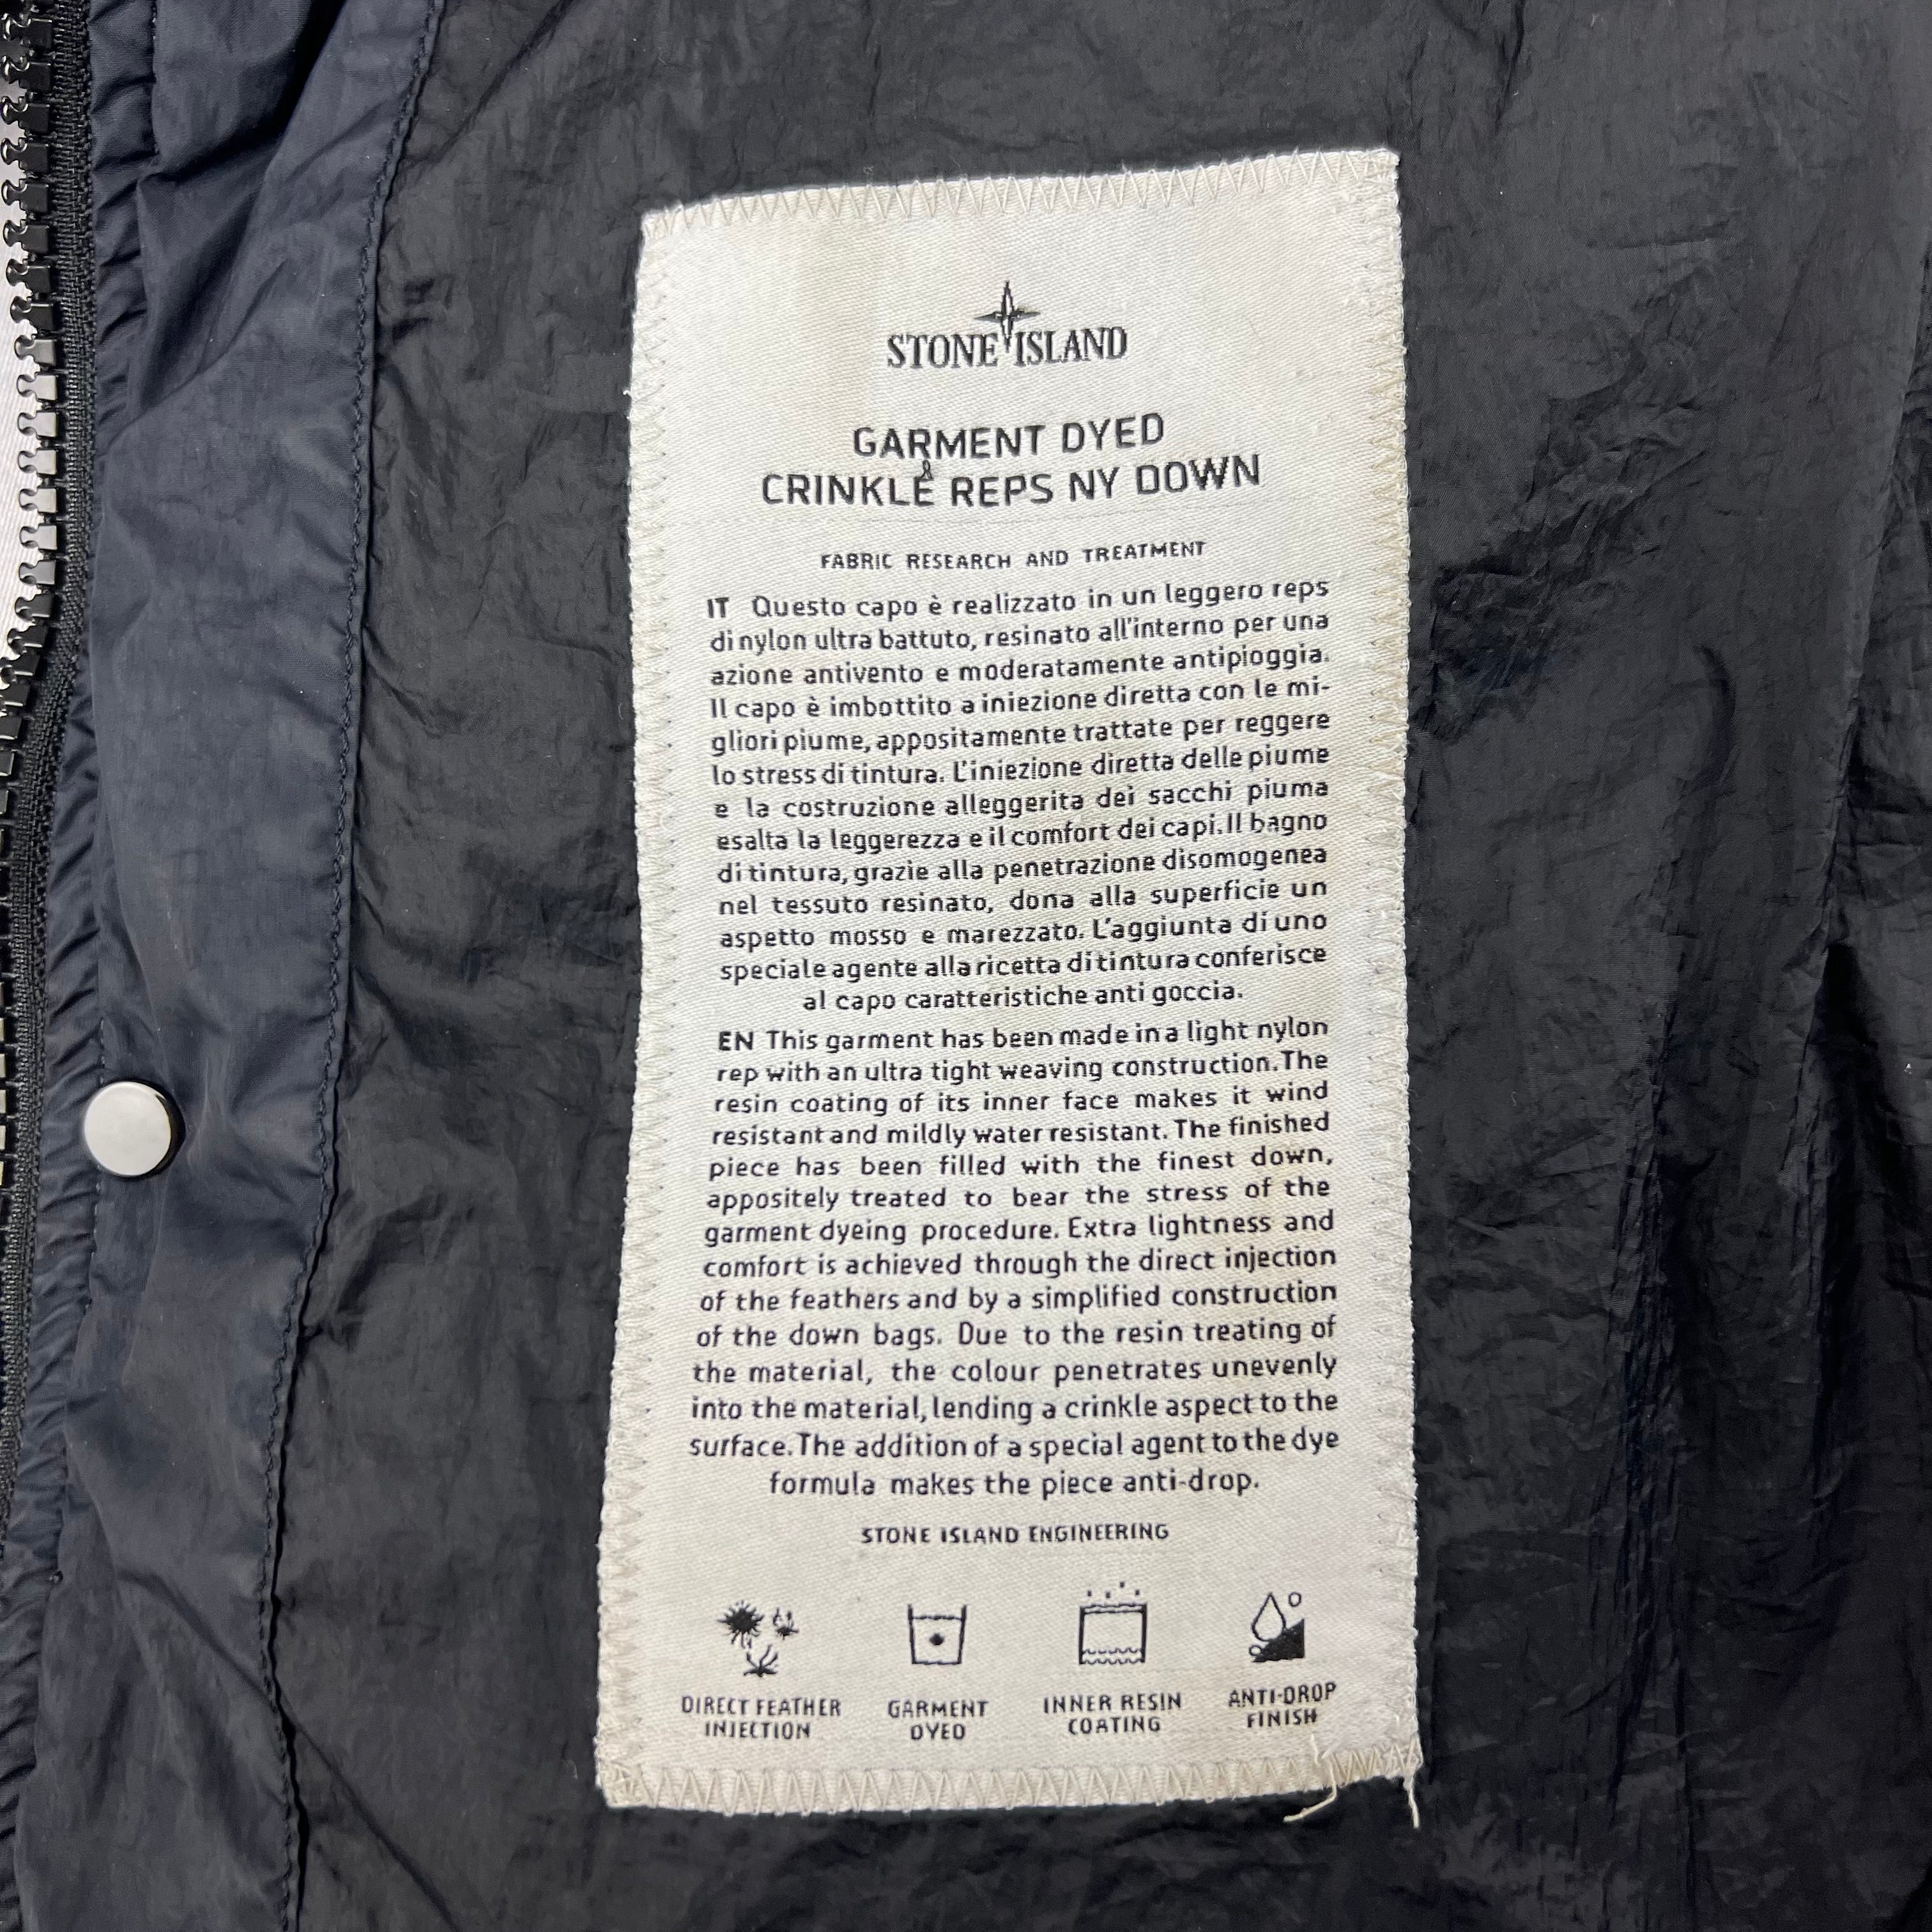 STONE ISLAND
GARMENT DYED
CRINKLE REPS NY DOWN
FABRIC RESEARCH AND TREATMENT
IT Questo capo è realizzato in un leggero reps
di nylon ultra battuto, resinato all'interno per una
azione antivento e moderatamente antipioggia.
Il capo è imbottito a iniezione diretta con le mi-
gliori piume, appositamente trattate per reggere
lo stress di tintura. L'iniezione diretta delle piume
e la costruzione alleggerita dei sacchi piuma
esalta la leggerezza e il comfort dei capi. Il bagno
di tintura, grazie alla penetrazione disomogenea
nel tessuto resinato, dona alla superficie un
aspetto mosso e marezzato. L'aggiunta di uno
speciale agente alla ricetta di tintura conferisce
al capo caratteristiche anti goccia.
EN This garment has been made in a light nylon
rep with an ultra tight weaving construction. The
resin coating of its inner face makes it wind
resistant and mildly water resistant. The finished
piece has been filled with the finest down,
appositely treated to bear the stress of the
garment dyeing procedure. Extra lightness and
comfort is achieved through the direct injection
of the feathers and by a simplified construction
of the down bags. Due to the resin treating of
the material, the colour penetrates unevenly
into the material, lending a crinkle aspect to the
surface. The addition of a special agent to the dye
formula makes the piece anti-drop.
STONE ISLAND ENGINEERING
DIRECT FEATHER INJECTION
GARMENT DYED
INNER RESIN COATING
ANTI-DROP FINISH